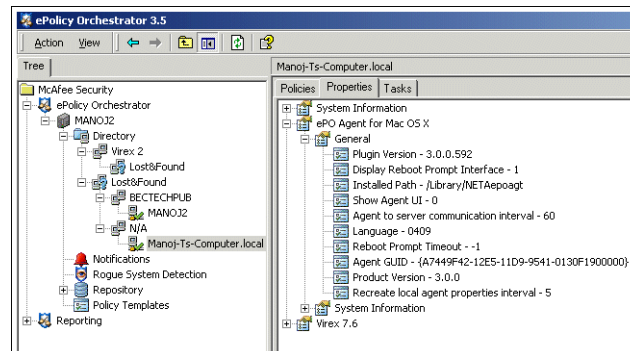 ePolicy Orchestrator 3.5
Action View
Tree
McAfee Security
ePolicy Orchestrator
MANOJ2
Directory
Virex 2
Lost&Found
Lost&Found
BECTECHPUB
MANOJ2
N/A
Manoj-Ts-Computer.local
Notifications
Rogue System Detection
Repository
Policy Templates
Reporting
Manoj-Ts-Computer.local
Policies Properties Tasks
System Information
ePO Agent for Mac OS X
General
Plugin Version - 3.0.0.592
Display Reboot Prompt Interface - 1
Installed Path - /Library/NETAepoagt
Show Agent UI - 0
Agent to server communication interval - 60
Language - 0409
Reboot Prompt Timeout - -1
Agent GUID - {A7449F42-12E5-11D9-9541-0130F1900000}
Product Version - 3.0.0
Recreate local agent properties interval - 5
System Information
Virex 7.6